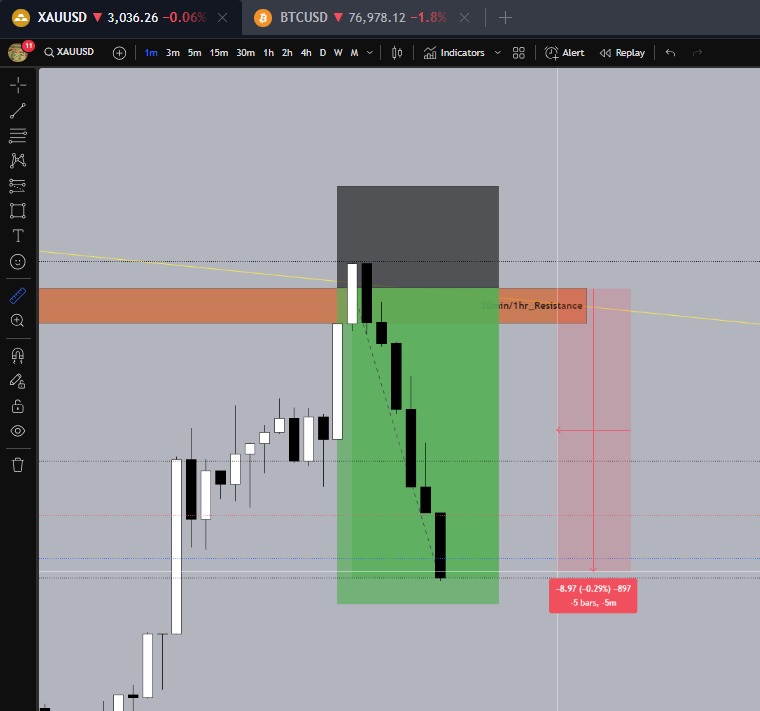 XAUUSD 3,036.26 −0.06%
BTCUSD 76,978.12 −1.8%
11
XAUUSD
1m 3m 5m 15m 30m 1h 2h 4h D W M
Indicators
Alert
Replay
min/1hr_Resistance
T
−8.97 (−0.29%) −897
-5 bars, -5m